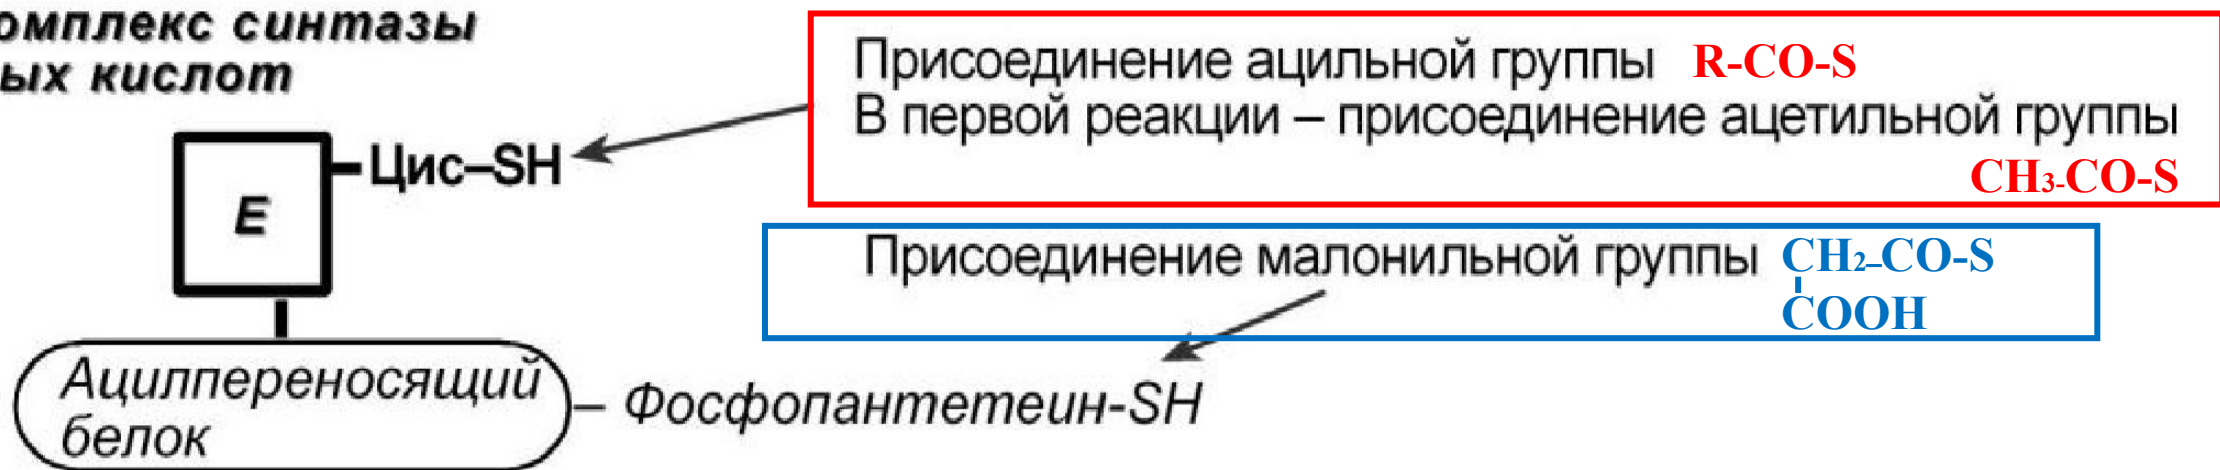 омплекс синтазы
ых кислот
Присоединение ацильной группы R-CO-S
В первой реакции – присоединение ацетильной группы
CH₃-CO-S
Цис–SH
E
Присоединение малонильной группы CH₂–CO-S
COOH
Ацилпереносящий
белок
– Фосфопантетеин-SH